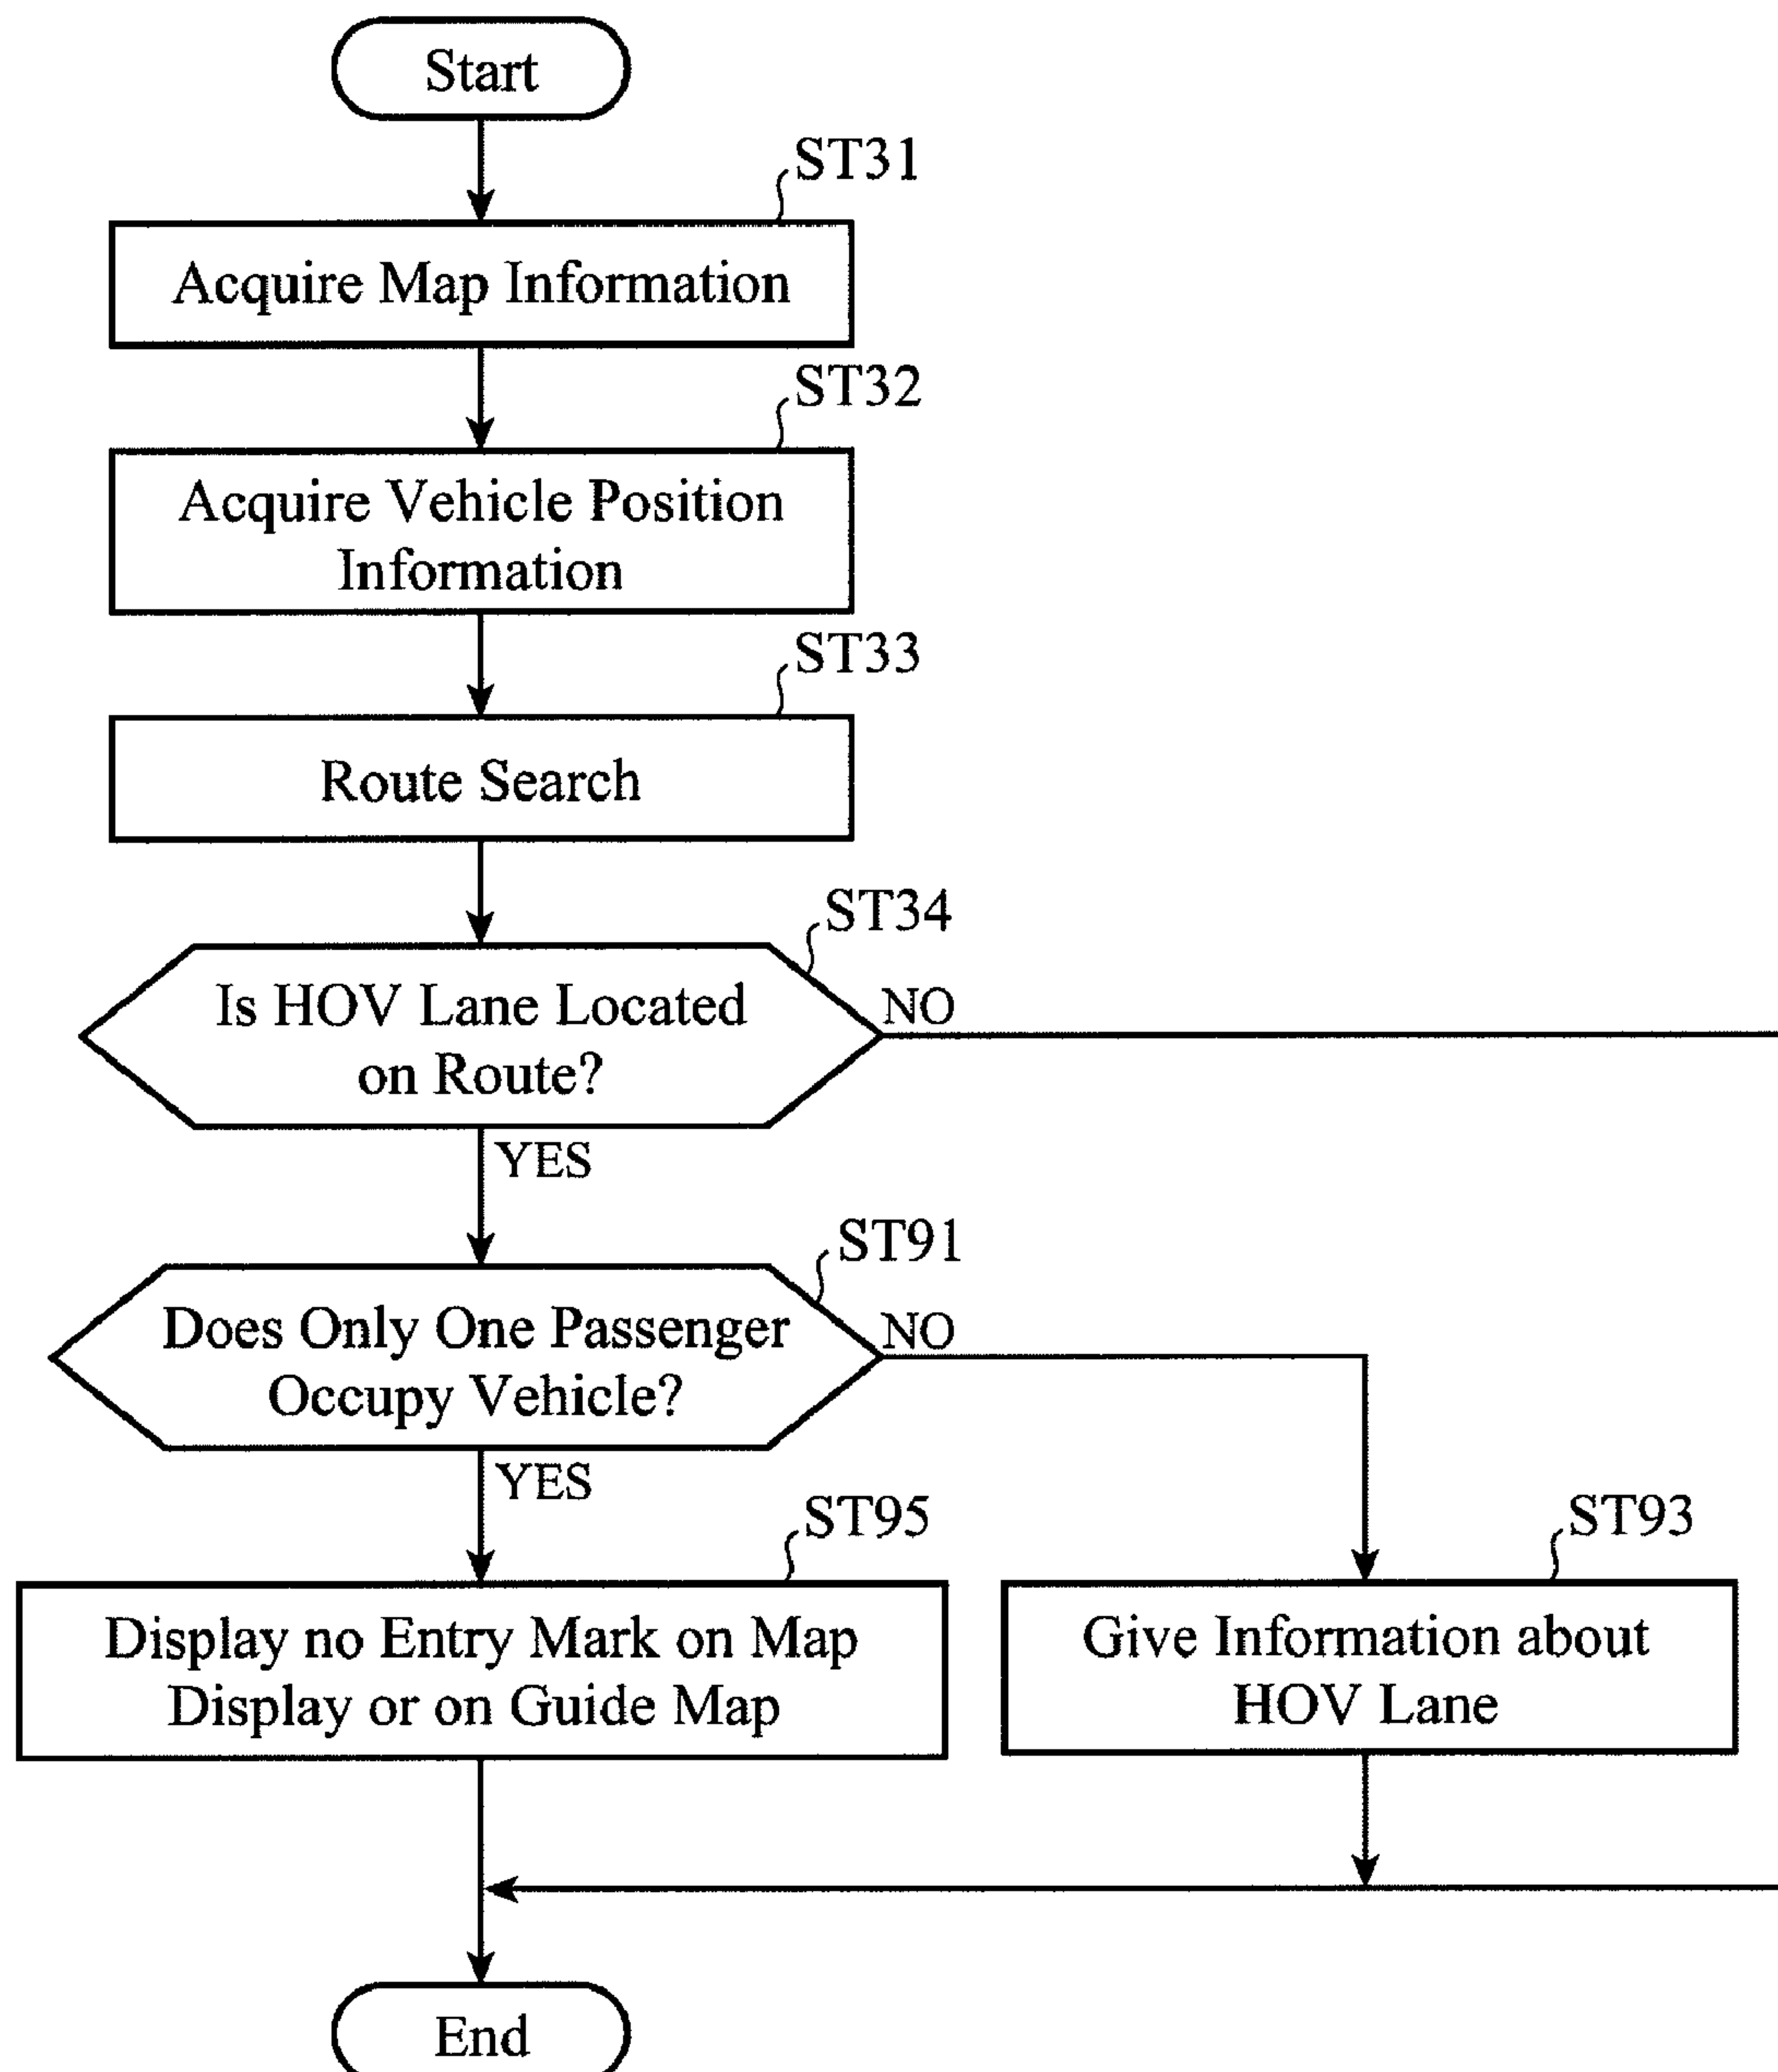 Start
ST31
Acquire Map Information
ST32
Acquire Vehicle Position
Information
ST33
Route Search
ST34
Is HOV Lane Located
on Route?
NO
YES
ST91
Does Only One Passenger
Occupy Vehicle?
NO
YES
ST95
Display no Entry Mark on Map
Display or on Guide Map
ST93
Give Information about
HOV Lane
End